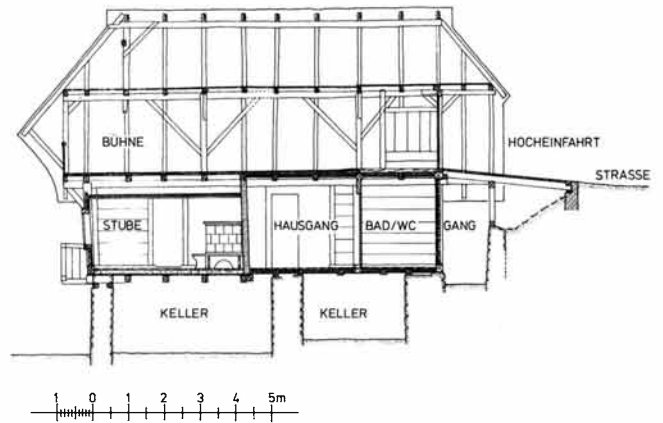 BÜHNE
HOCHEINFAHRT
STRASSE
STUBE
HAUSGANG
BAD/WC
GANG
KELLER
KELLER
1 0 1 2 3 4 5m